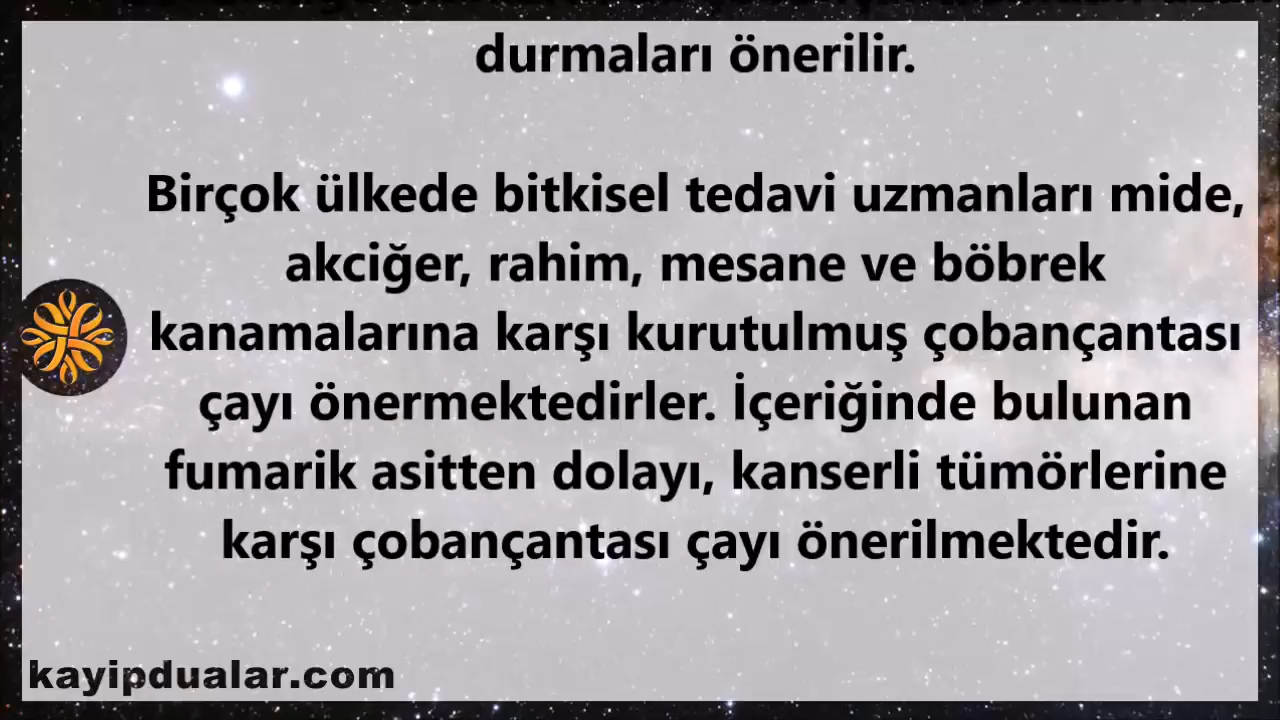 durmaları önerilir.
Birçok ülkede bitkisel tedavi uzmanları mide,
akciğer, rahim, mesane ve böbrek
kanamalarına karşı kurutulmuş çobançantası
çayı önermektedirler. İçeriğinde bulunan
fumarik asitten dolayı, kanserli tümörlerine
karşı çobançantası çayı önerilmektedir.
kayipdualar.com